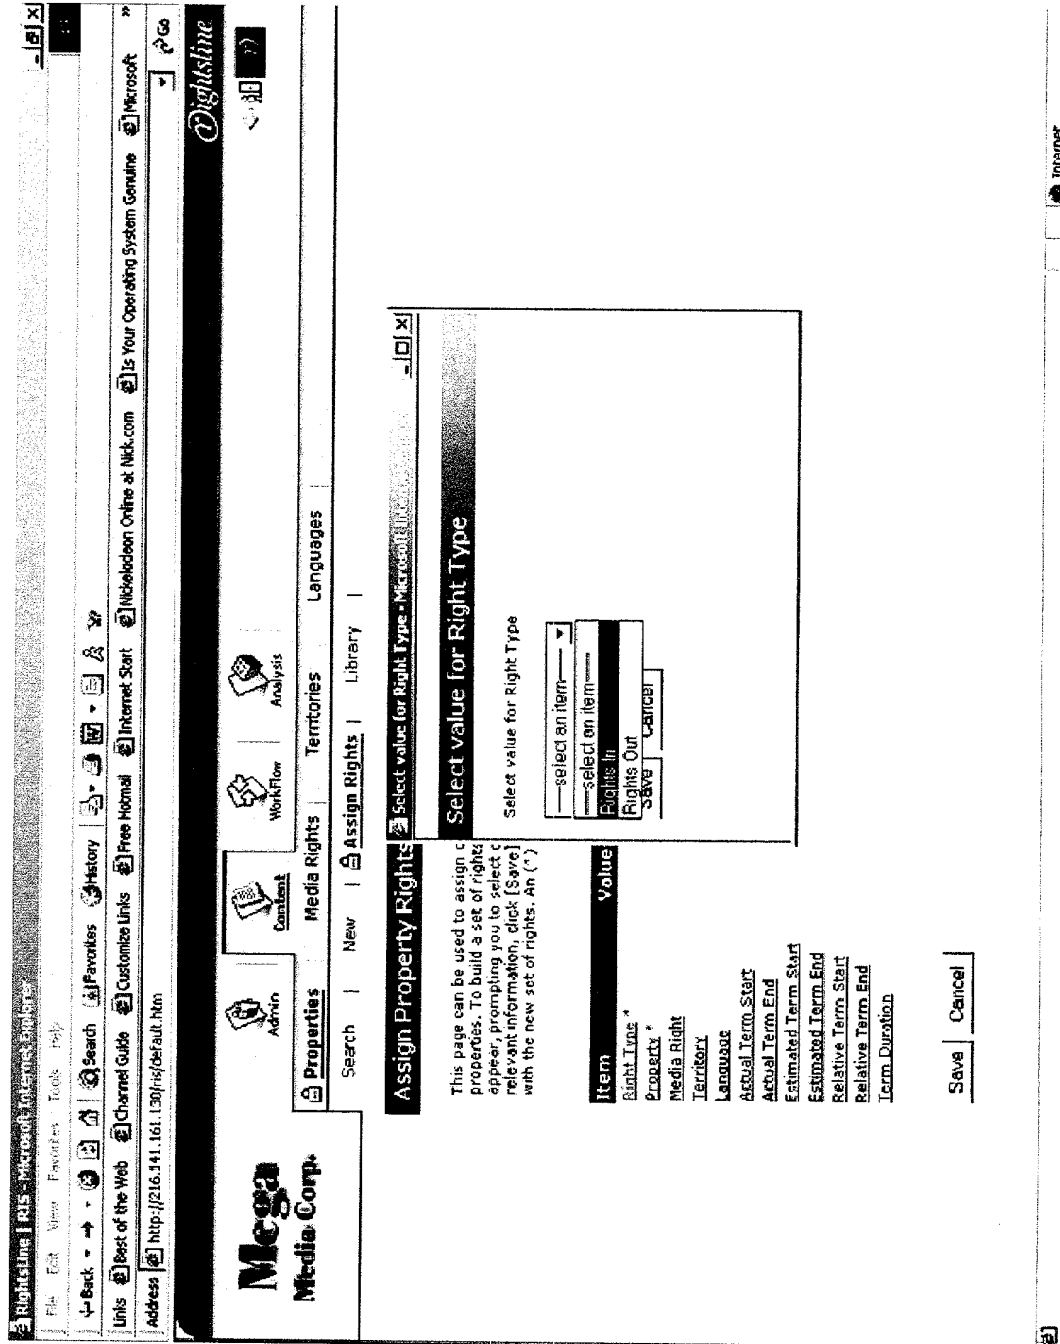 RightsLine | RIS - Microsoft Internet Explorer
File Edit View Favorites Tools Help
Back Search Favorites History
Links Best of the Web Channel Guide Customize Links Free Hotmail Internet Start Nickelodeon Online at Nick.com Is Your Operating System Genuine Microsoft »
Address http://216.141.161.130/ris/default.htm Go
Rightsline
Mega
Media Corp.
Admin Content WorkFlow Analysis
Properties Media Rights Territories Languages
Search | New | Assign Rights | Library |
Assign Property Rights
This page can be used to assign
properties. To build a set of rights
appear, prompting you to select
relevant information, click [Save]
with the new set of rights. An (*)
Item Value
Right Type *
Property *
Media Right
Territory
Language
Actual Term Start
Actual Term End
Estimated Term Start
Estimated Term End
Relative Term Start
Relative Term End
Term Duration
Save Cancel
Select value for Right Type - Microsoft
Select value for Right Type
Select value for Right Type
-----select an item-----
-----select an item-----
Rights In
Rights Out
Save Cancel
Internet